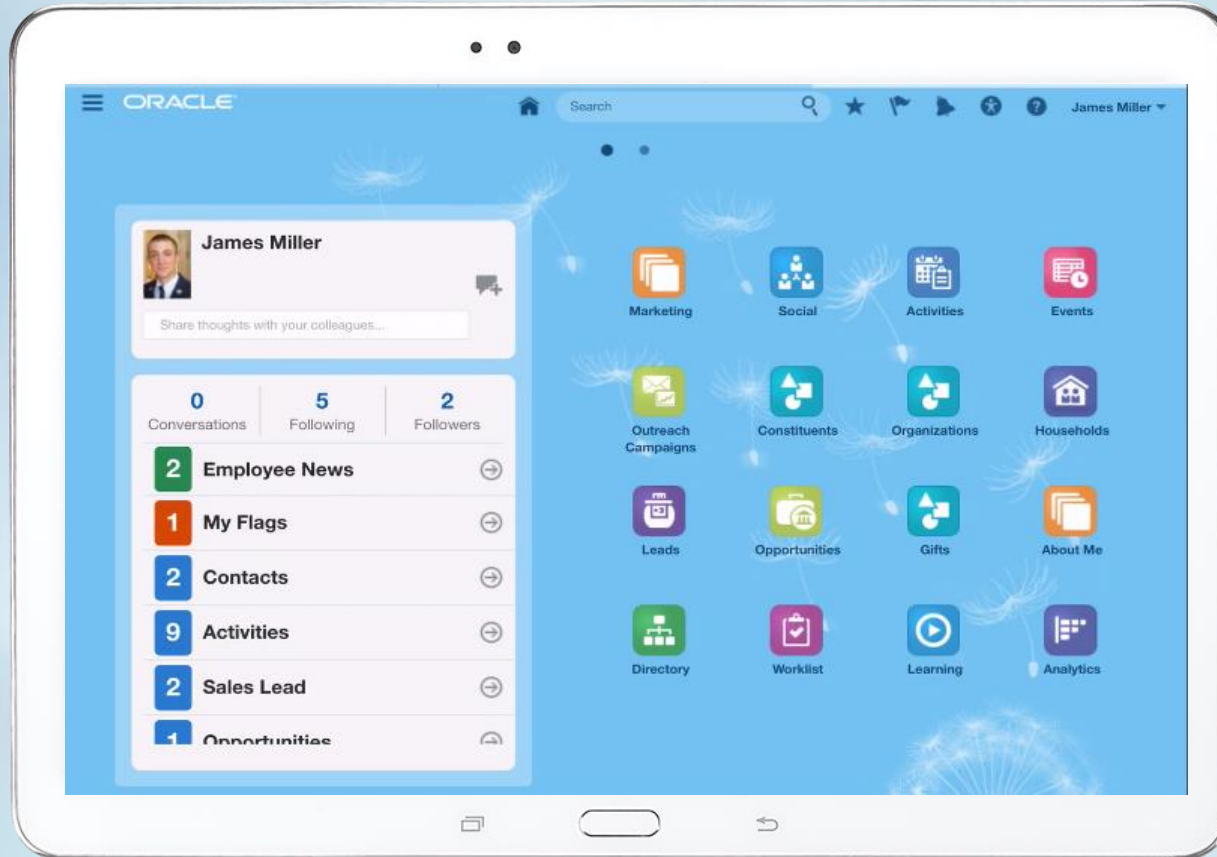 ORACLE
Search
James Miller
James Miller
Share thoughts with your colleagues...
0
5
2
Conversations
Following
Followers
2 Employee News
1 My Flags
2 Contacts
9 Activities
2 Sales Lead
1 Opportunities
Marketing
Social
Activities
Events
Outreach
Campaigns
Constituents
Organizations
Households
Leads
Opportunities
Gifts
About Me
Directory
Worklist
Learning
Analytics